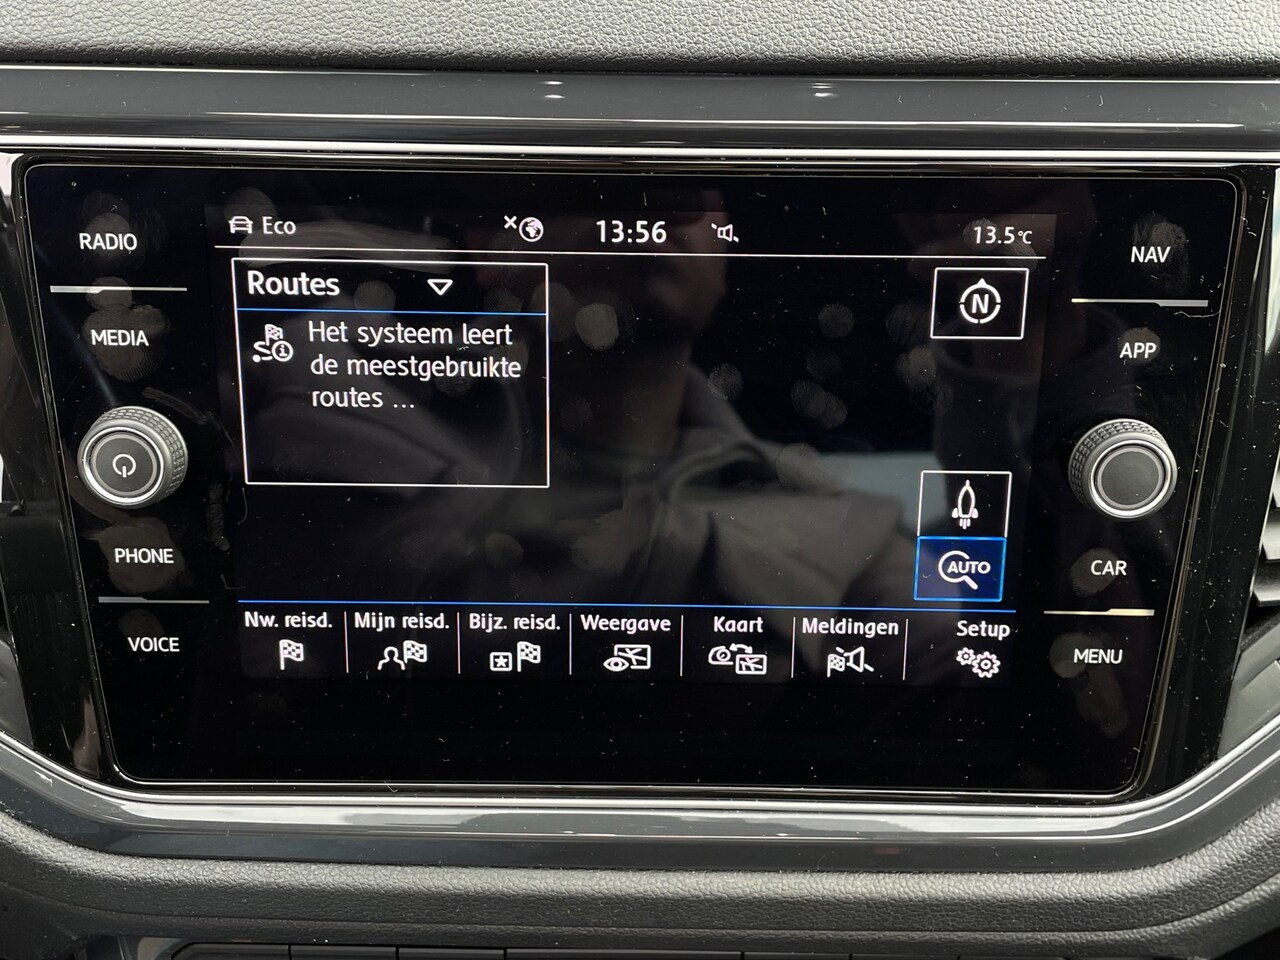 RADIO
MEDIA
PHONE
VOICE
Eco
13:56
13.5°C
Routes
Het systeem leert
de meestgebruikte
routes ...
N
AUTO
Nw. reisd.
Mijn reisd.
Bijz. reisd.
Weergave
Kaart
Meldingen
Setup
NAV
APP
CAR
MENU